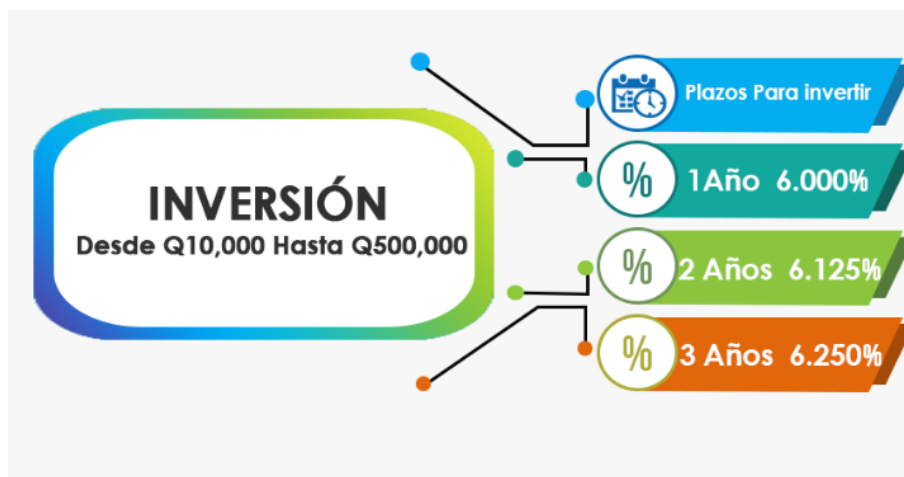 INVERSIÓN
Desde Q10,000 Hasta Q500,000
Plazos Para invertir
% 1Año 6.000%
% 2 Años 6.125%
% 3 Años 6.250%